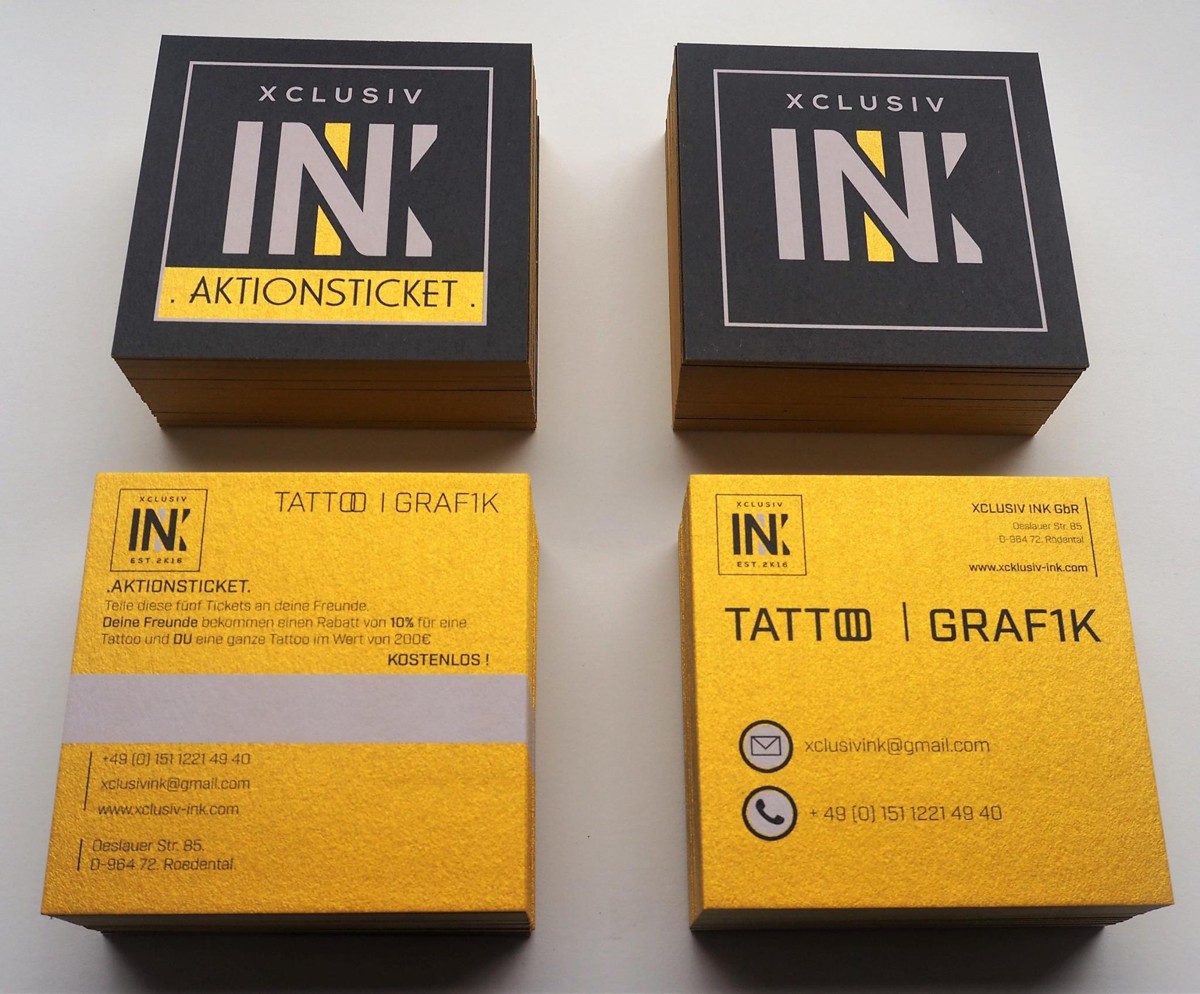 XCLUSIV
INK
. AKTIONSTICKET .
XCLUSIV
INK
XCLUSIV
INK
EST. 2K16
TATTOO | GRAF1K
.AKTIONSTICKET.
Teile diese fünf Tickets an deine Freunde.
Deine Freunde bekommen einen Rabatt von 10% für eine
Tattoo und DU eine ganze Tattoo im Wert von 200€
KOSTENLOS !
+49 (0) 151 1221 49 40
xclusivink@gmail.com
www.xclusiv-ink.com
Oeslauer Str. 85.
D-964 72. Roedental.
XCLUSIV
INK
EST. 2K16
XCLUSIV INK GbR
Oeslauer Str. 85
D-964 72. Rödental
www.xcklusiv-ink.com
TATTOO | GRAF1K
xclusivink@gmail.com
+ 49 (0) 151 1221 49 40